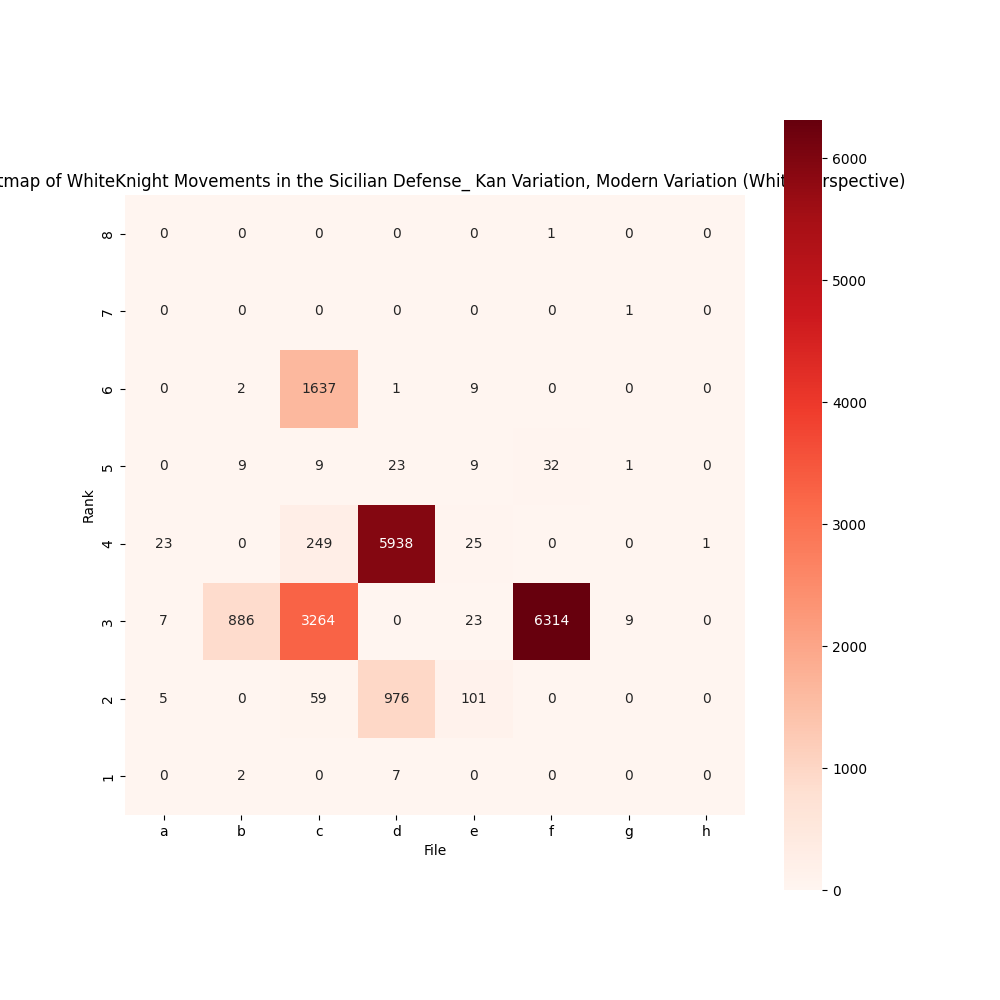 tmap of WhiteKnight Movements in the Sicilian Defense_ Kan Variation, Modern Variation (Whit rspective)
8 0 0 0 0 0 1 0 0
7 0 0 0 0 0 0 1 0
6 0 2 1637 1 9 0 0 0
5 0 9 9 23 9 32 1 0
4 23 0 249 5938 25 0 0 1
3 7 886 3264 0 23 6314 9 0
2 5 0 59 976 101 0 0 0
1 0 2 0 7 0 0 0 0
a b c d e f g h
Rank
File
6000
5000
4000
3000
2000
1000
0